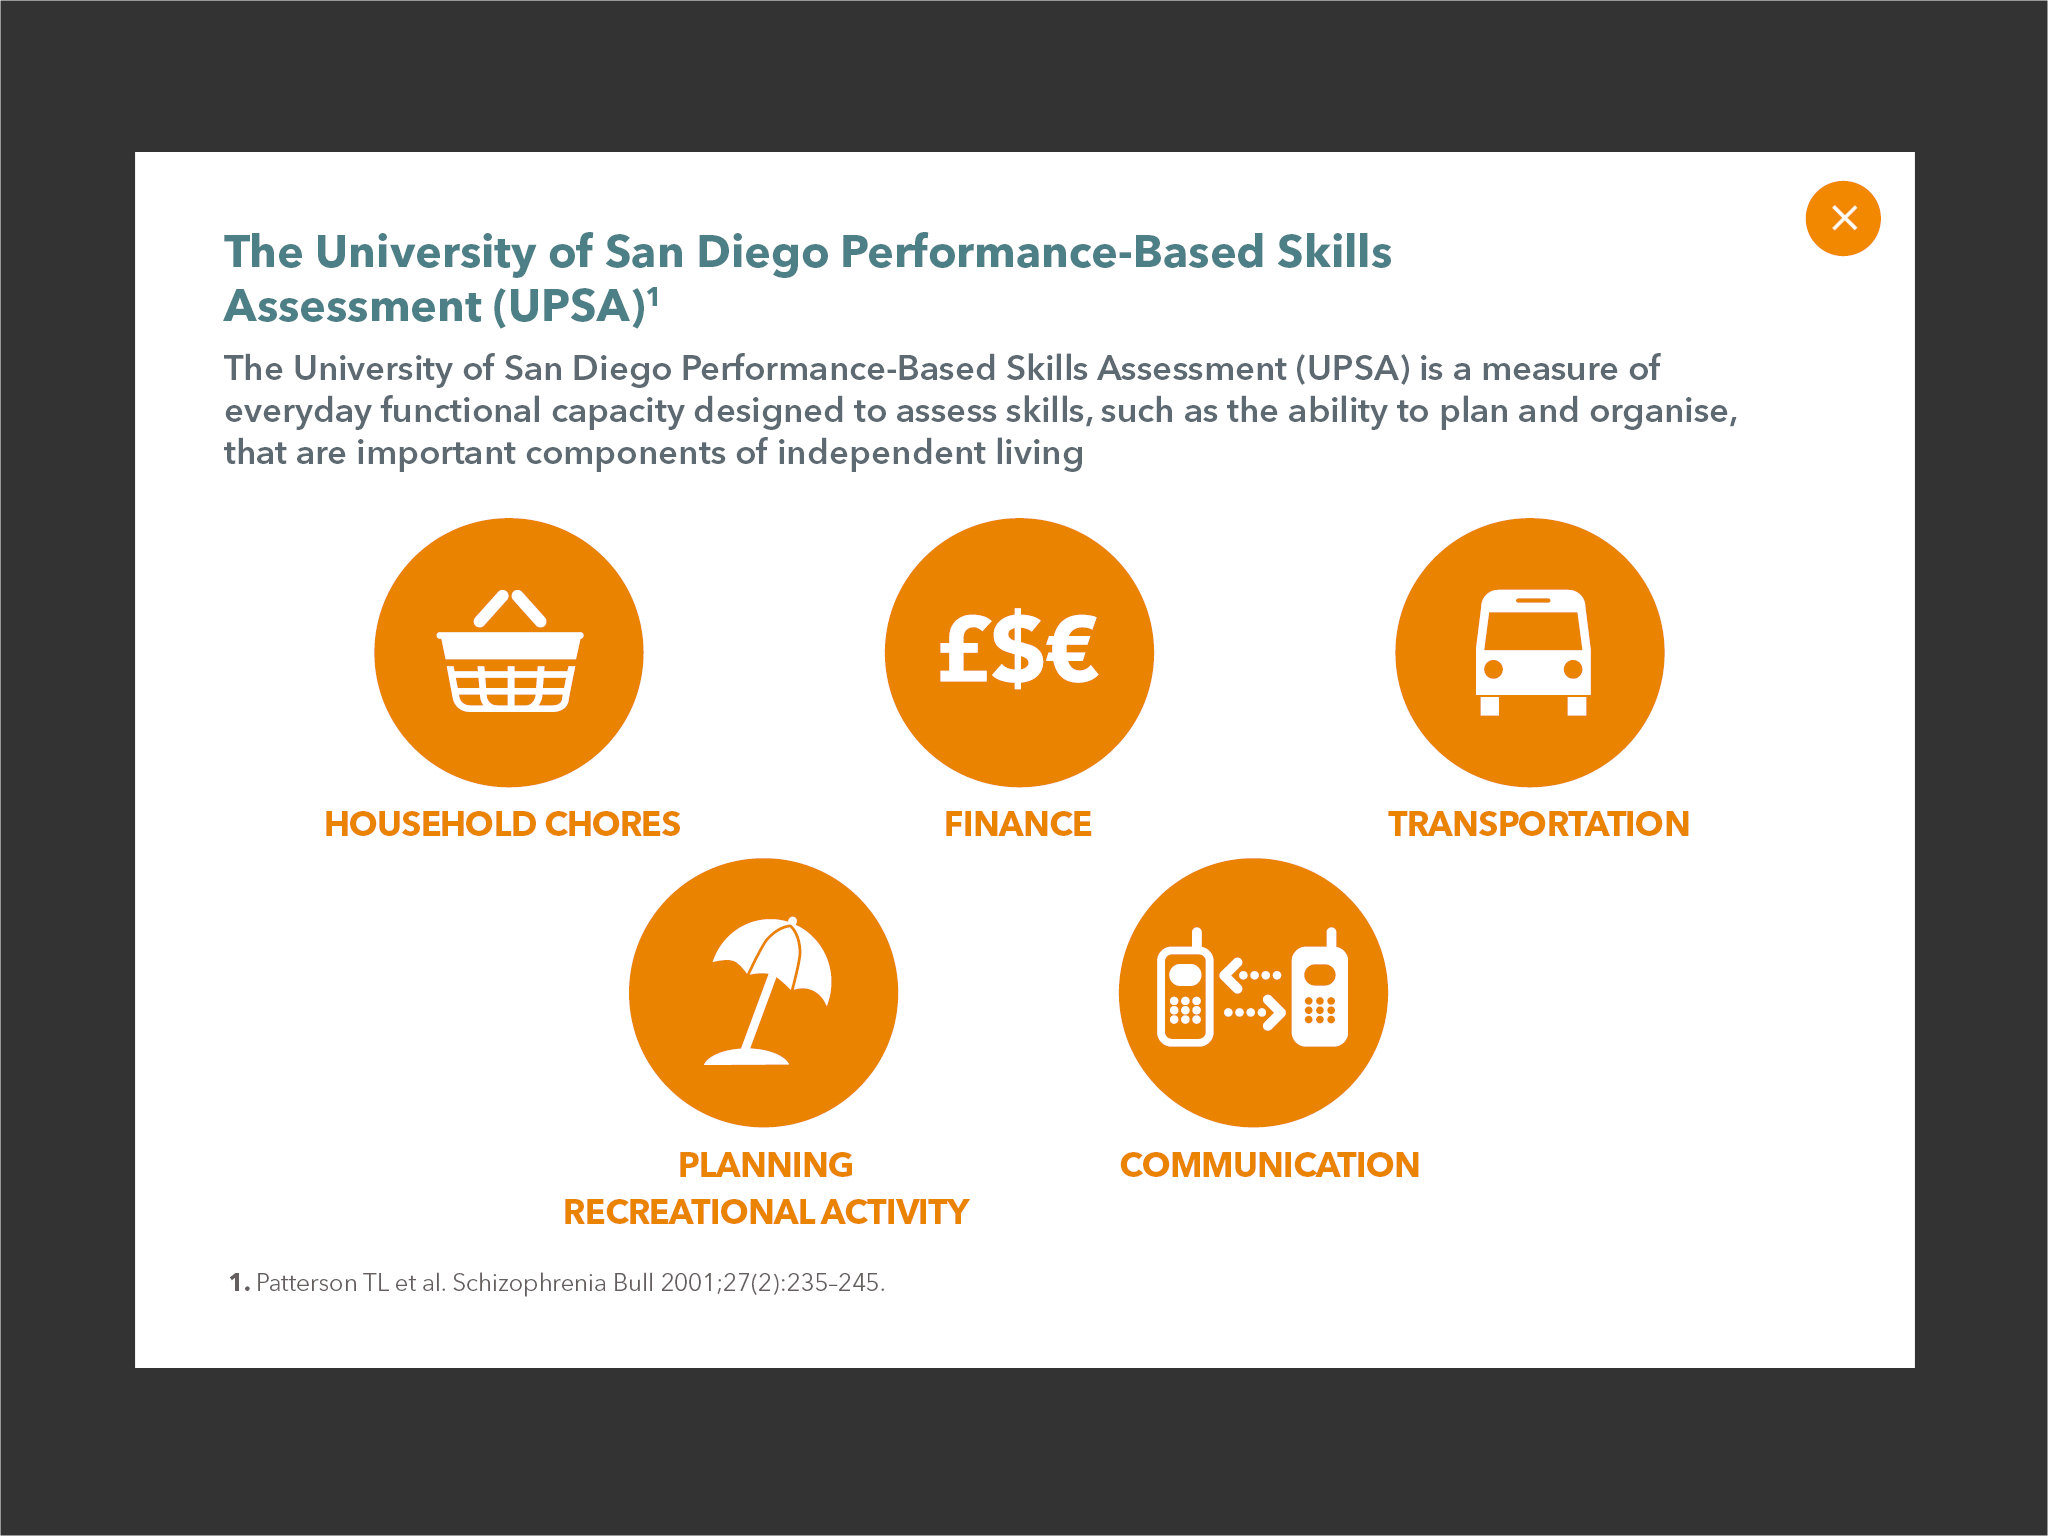 The University of San Diego Performance-Based Skills
Assessment (UPSA)¹
The University of San Diego Performance-Based Skills Assessment (UPSA) is a measure of
everyday functional capacity designed to assess skills, such as the ability to plan and organise,
that are important components of independent living
£$€
HOUSEHOLD CHORES
FINANCE
TRANSPORTATION
PLANNING
RECREATIONAL ACTIVITY
COMMUNICATION
1. Patterson TL et al. Schizophrenia Bull 2001;27(2):235–245.